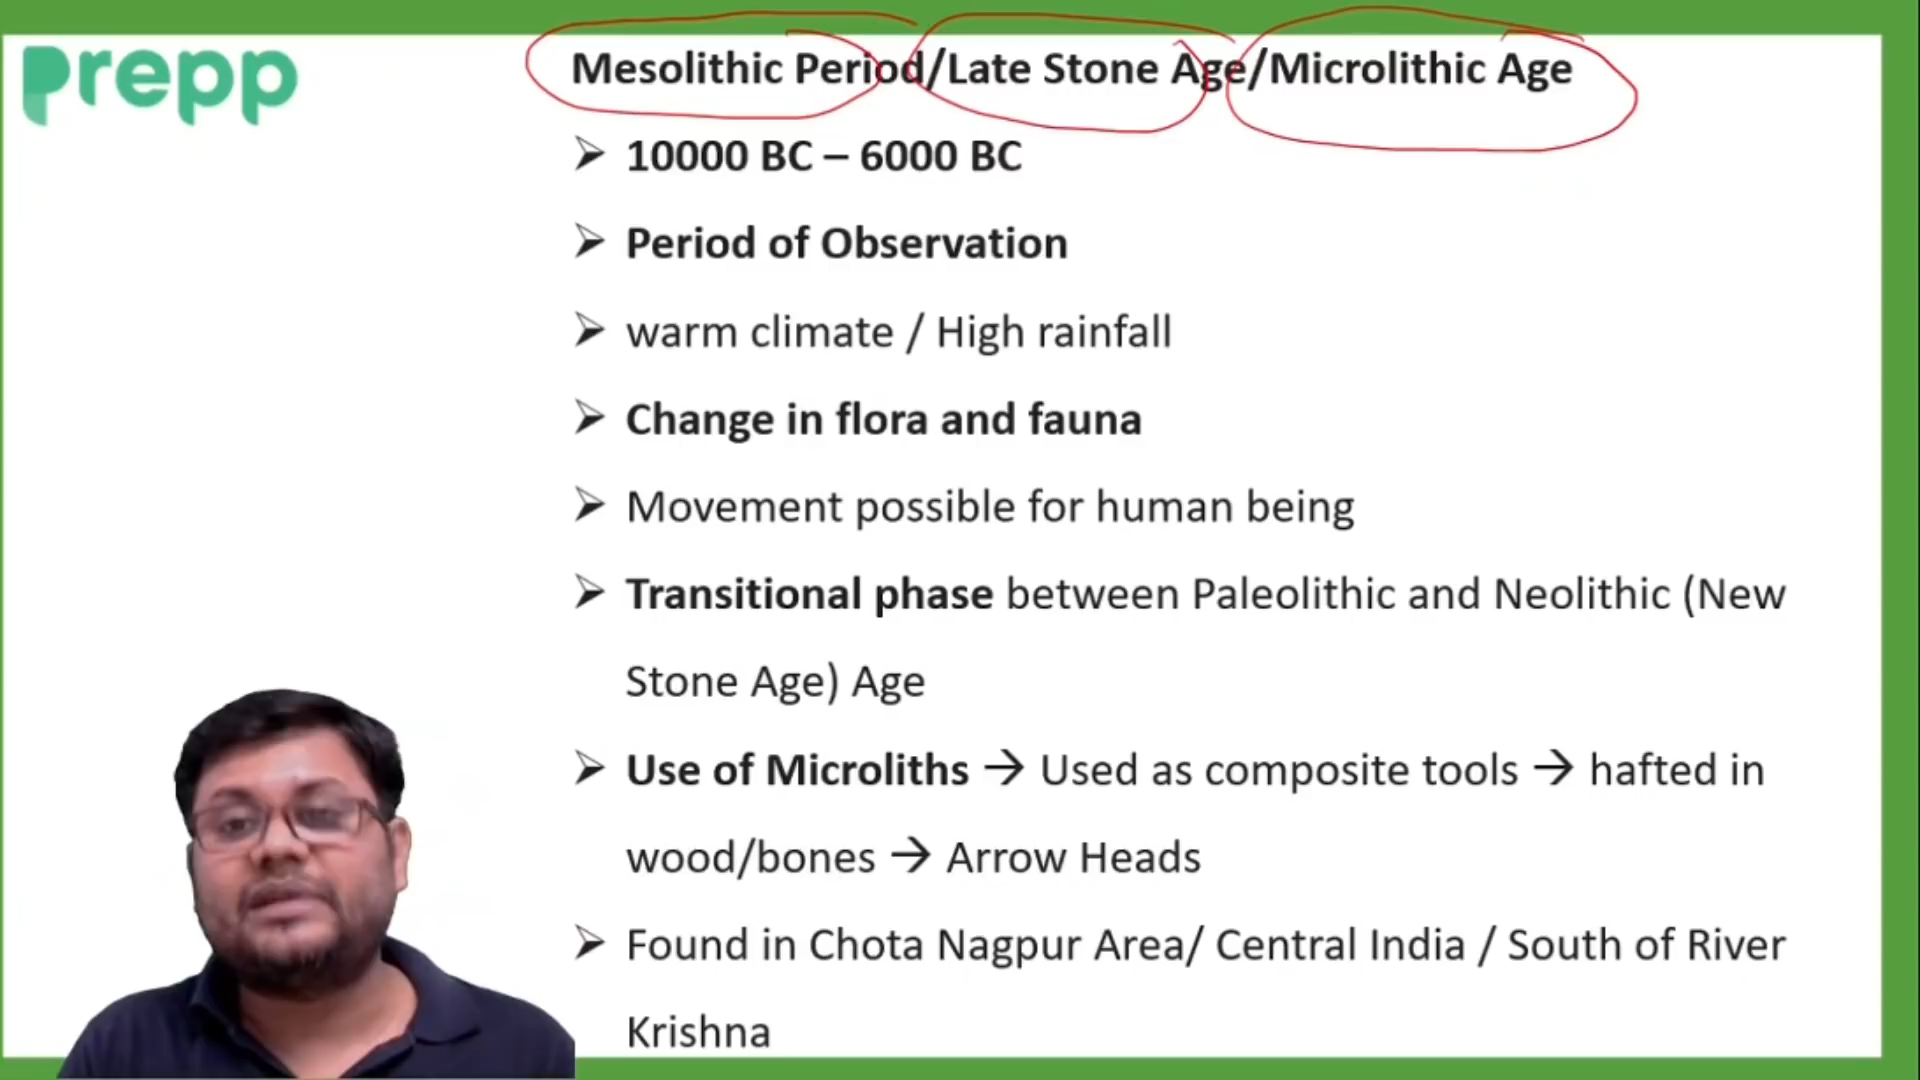 prepp
Mesolithic Period/Late Stone Age/Microlithic Age
➢ 10000 BC – 6000 BC
➢ Period of Observation
➢ warm climate / High rainfall
➢ Change in flora and fauna
➢ Movement possible for human being
➢ Transitional phase between Paleolithic and Neolithic (New
Stone Age) Age
➢ Use of Microliths → Used as composite tools → hafted in
wood/bones → Arrow Heads
➢ Found in Chota Nagpur Area/ Central India / South of River
Krishna